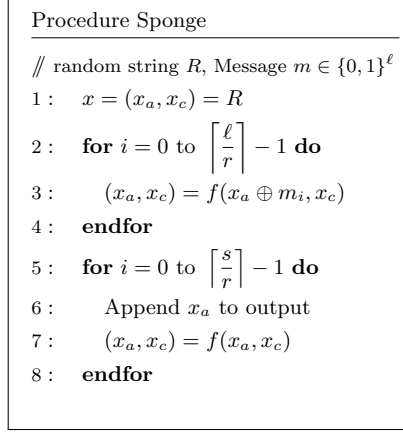 Procedure Sponge
// random string R, Message m ∈ {0, 1}^ℓ
1 : x = (x_a, x_c) = R
2 : for i = 0 to ⌈ℓ/r⌉ − 1 do
3 : (x_a, x_c) = f(x_a ⊕ m_i, x_c)
4 : endfor
5 : for i = 0 to ⌈s/r⌉ − 1 do
6 : Append x_a to output
7 : (x_a, x_c) = f(x_a, x_c)
8 : endfor